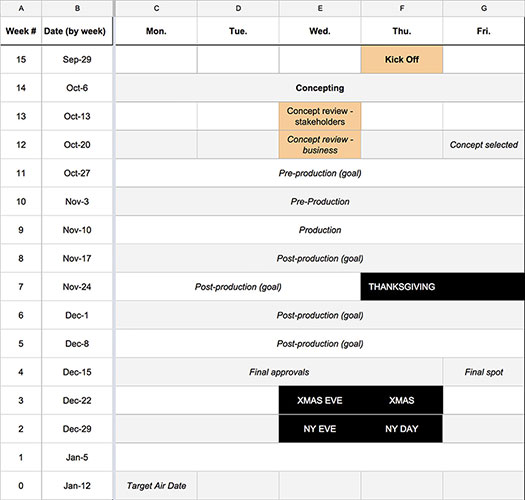 A B C D E F G
Week # Date (by week) Mon. Tue. Wed. Thu. Fri.
15 Sep-29 Kick Off
14 Oct-6 Concepting
13 Oct-13 Concept review -
stakeholders
12 Oct-20 Concept review -
business Concept selected
11 Oct-27 Pre-production (goal)
10 Nov-3 Pre-Production
9 Nov-10 Production
8 Nov-17 Post-production (goal)
7 Nov-24 Post-production (goal) THANKSGIVING
6 Dec-1 Post-production (goal)
5 Dec-8 Post-production (goal)
4 Dec-15 Final approvals Final spot
3 Dec-22 XMAS EVE XMAS
2 Dec-29 NY EVE NY DAY
1 Jan-5
0 Jan-12 Target Air Date